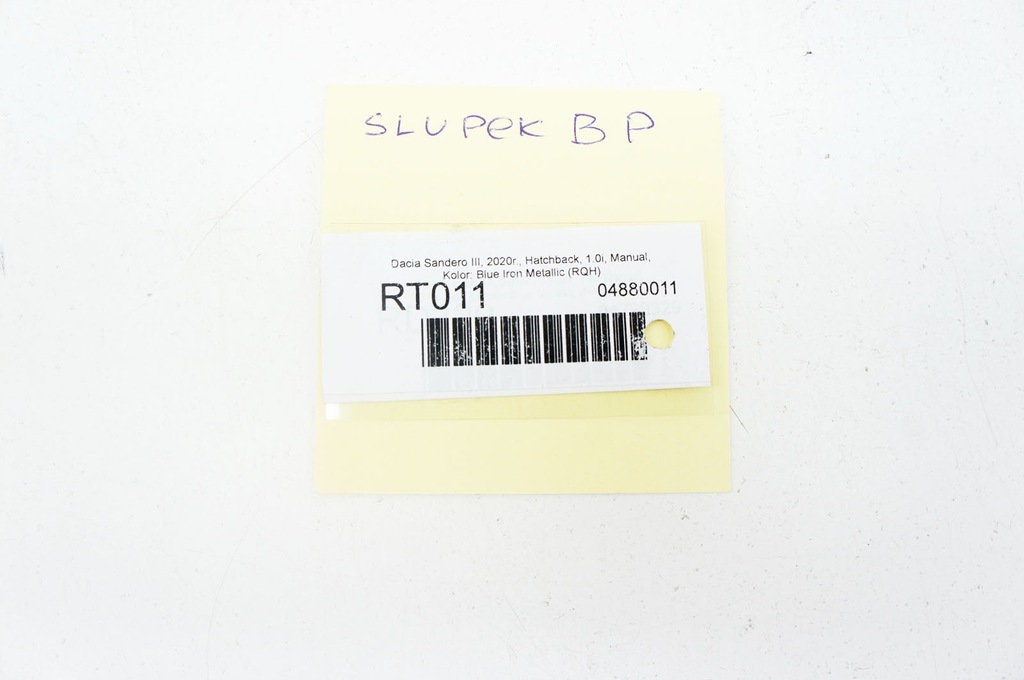 SLUPEK B P
Dacia Sandero III, 2020r., Hatchback, 1.0i, Manual,
Kolor: Blue Iron Metallic (RQH)
RT011 04880011